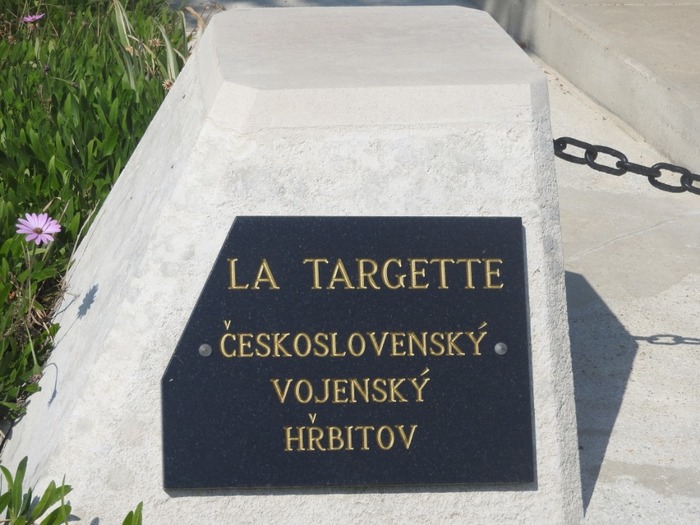 LA TARGETTE
ČESKOSLOVENSKÝ
VOJENSKÝ
HŘBITOV